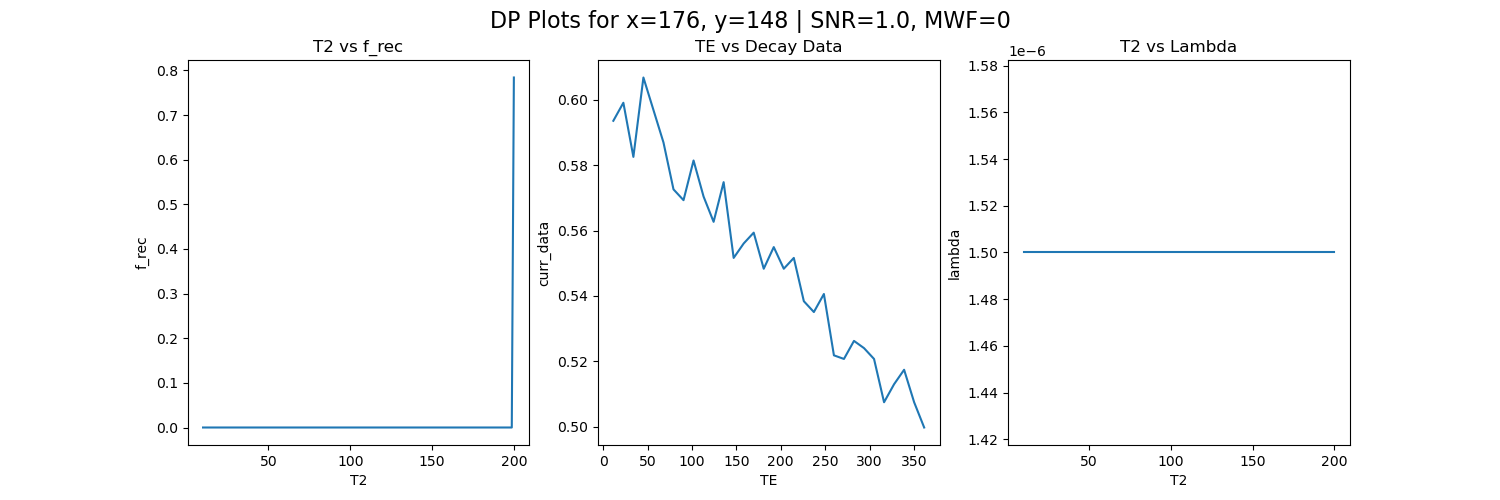 DP Plots for x=176, y=148 | SNR=1.0, MWF=0
T2 vs f_rec
0.8
0.7
0.6
0.5
0.4
0.3
0.2
0.1
0.0
f_rec
50 100 150 200
T2
TE vs Decay Data
0.60
0.58
0.56
0.54
0.52
0.50
curr_data
0 50 100 150 200 250 300 350
TE
T2 vs Lambda
1e−6
1.58
1.56
1.54
1.52
1.50
1.48
1.46
1.44
1.42
lambda
50 100 150 200
T2